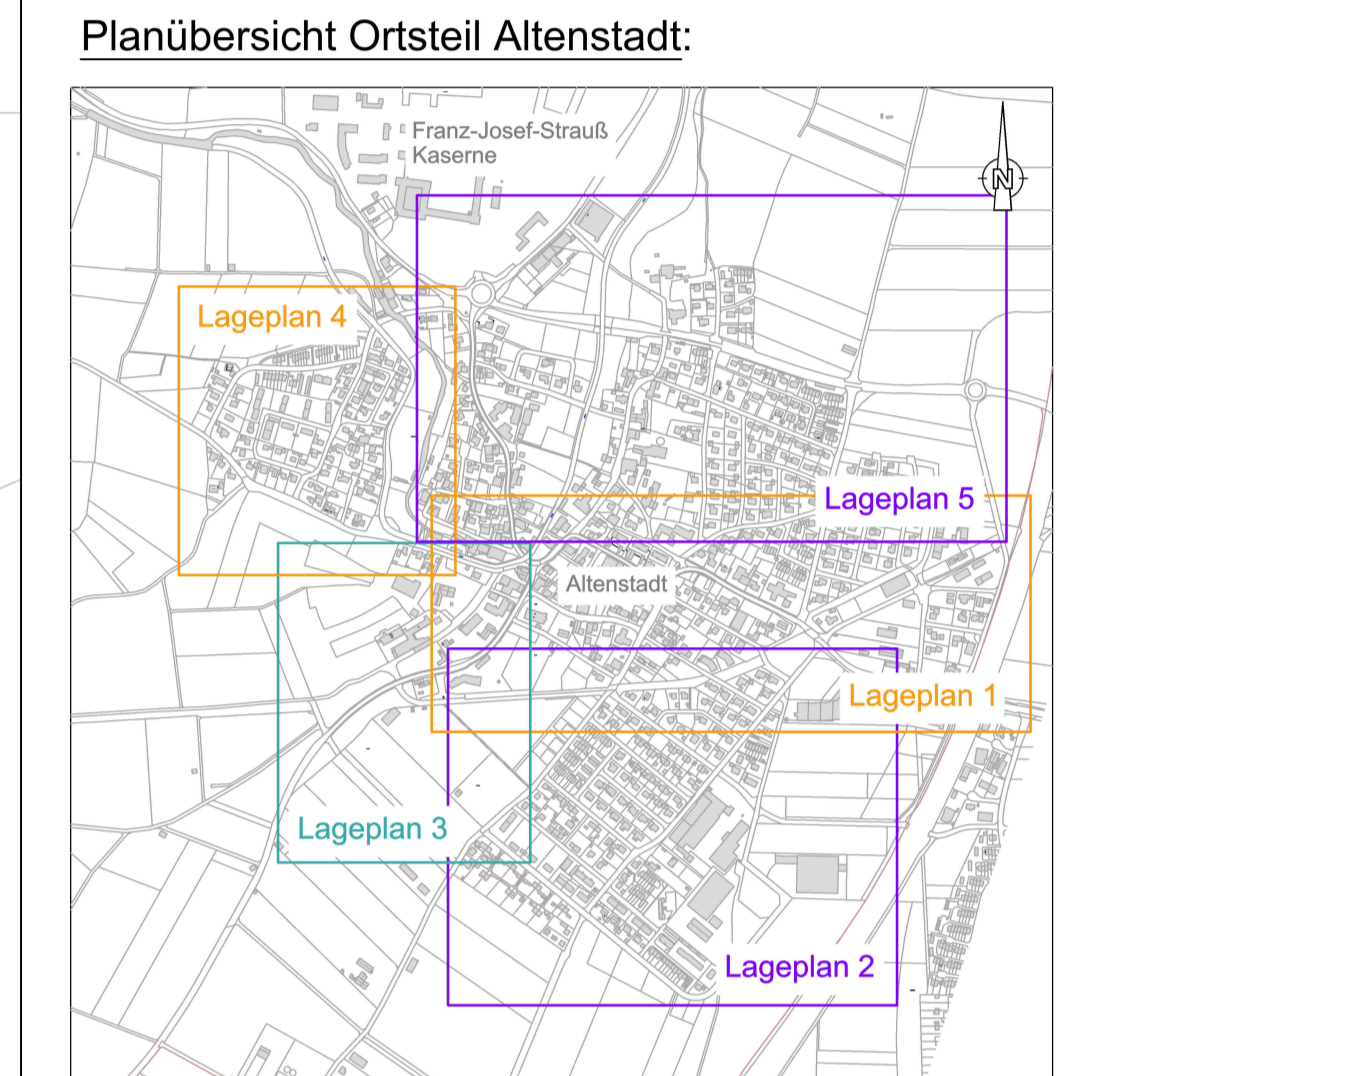 Planübersicht Ortsteil Altenstadt:
Franz-Josef-Strauß
Kaserne
N
Lageplan 4
Lageplan 5
Altenstadt
Lageplan 1
Lageplan 3
Lageplan 2